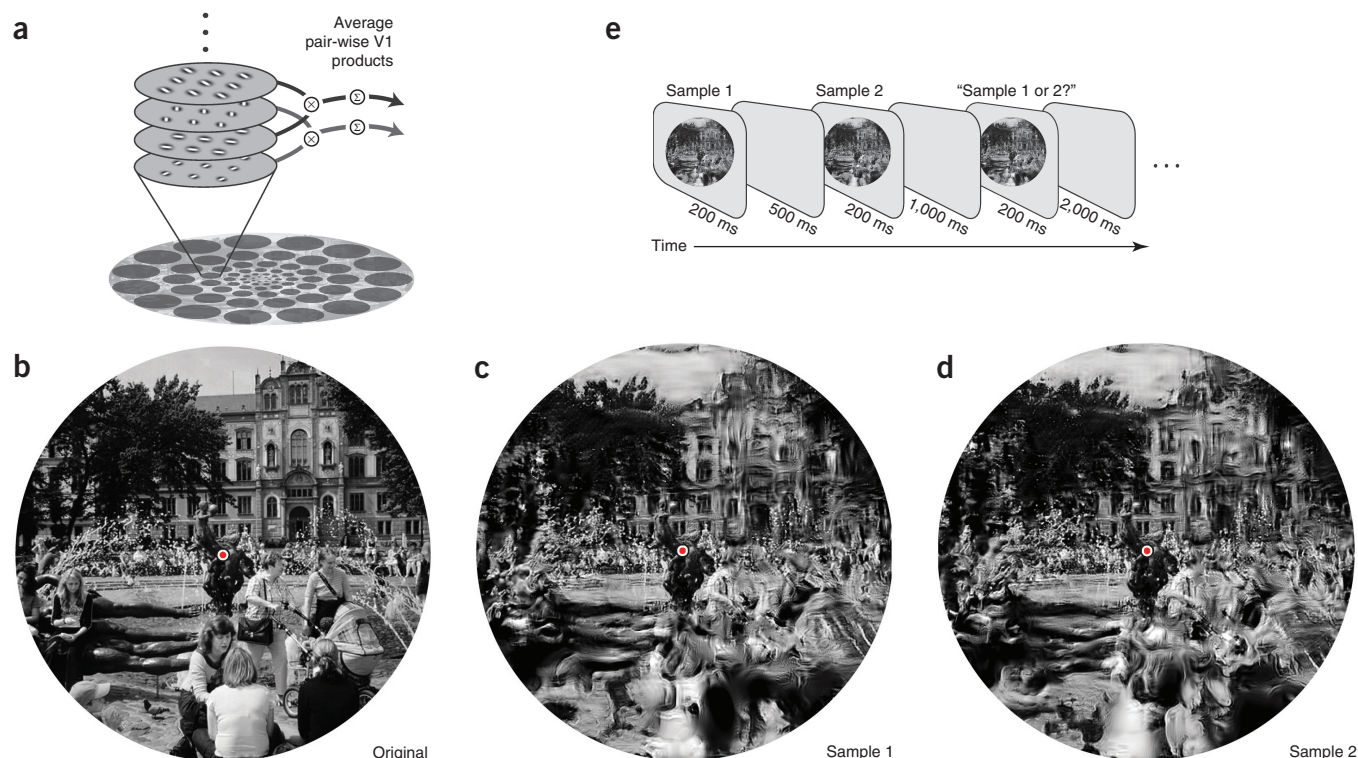 a
Average
pair-wise V1
products
× Σ
× Σ
e
Sample 1
Sample 2
“Sample 1 or 2?”
200 ms
500 ms
200 ms
1,000 ms
200 ms
2,000 ms
Time
b
Original
c
Sample 1
d
Sample 2